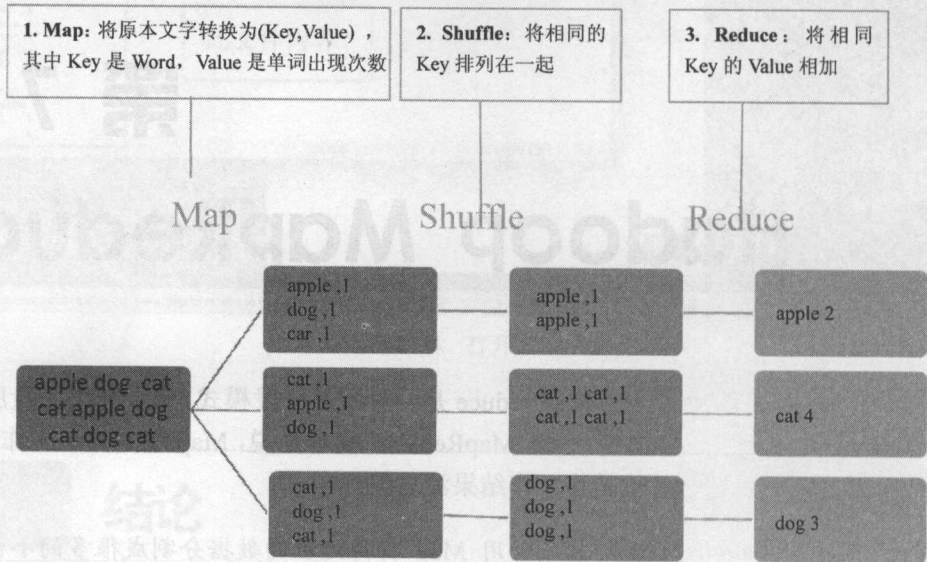 1. Map：将原本文字转换为(Key,Value)，
其中 Key 是 Word，Value 是单词出现次数
2. Shuffle：将相同的
Key 排列在一起
3. Reduce：将相同
Key 的 Value 相加
Map
Shuffle
Reduce
apple dog cat
cat apple dog
cat dog cat
apple ,1
dog ,1
car ,1
cat ,1
apple ,1
dog ,1
cat ,1
dog ,1
cat ,1
apple ,1
apple ,1
cat ,1 cat ,1
cat ,1 cat ,1
dog ,1
dog ,1
dog ,1
apple 2
cat 4
dog 3